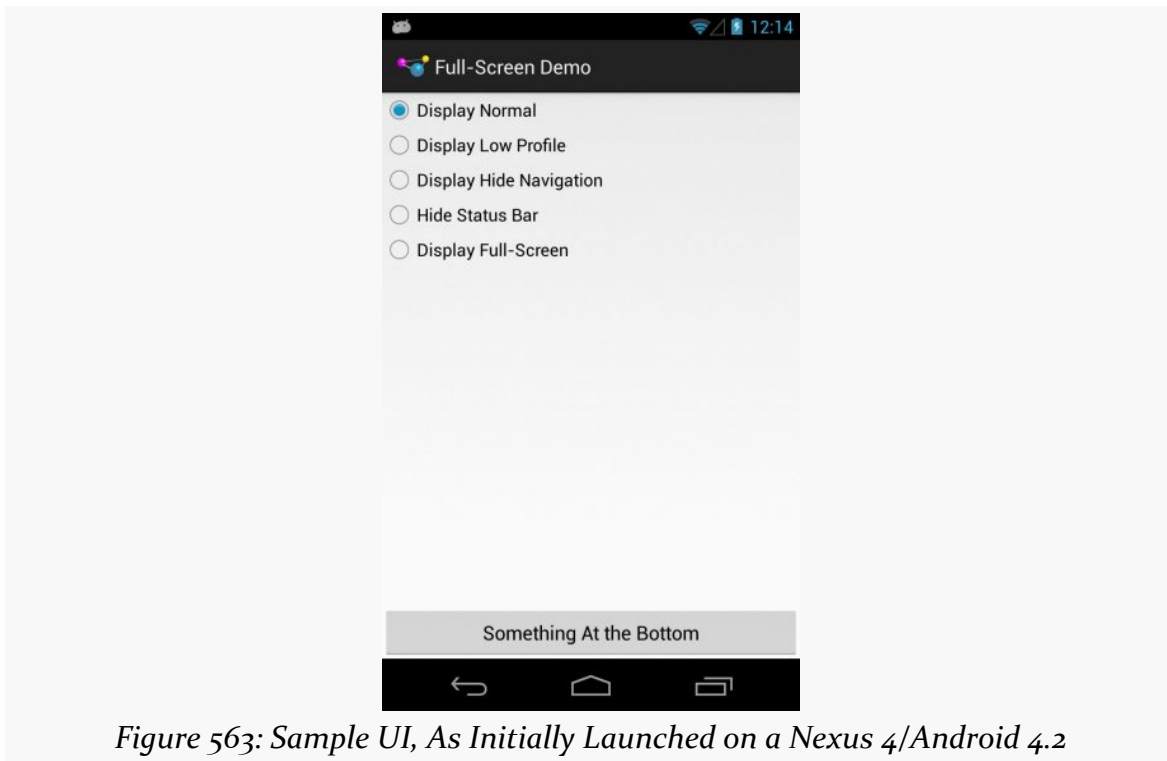 12:14
Full-Screen Demo
Display Normal
Display Low Profile
Display Hide Navigation
Hide Status Bar
Display Full-Screen
Something At the Bottom
Figure 563: Sample UI, As Initially Launched on a Nexus 4/Android 4.2